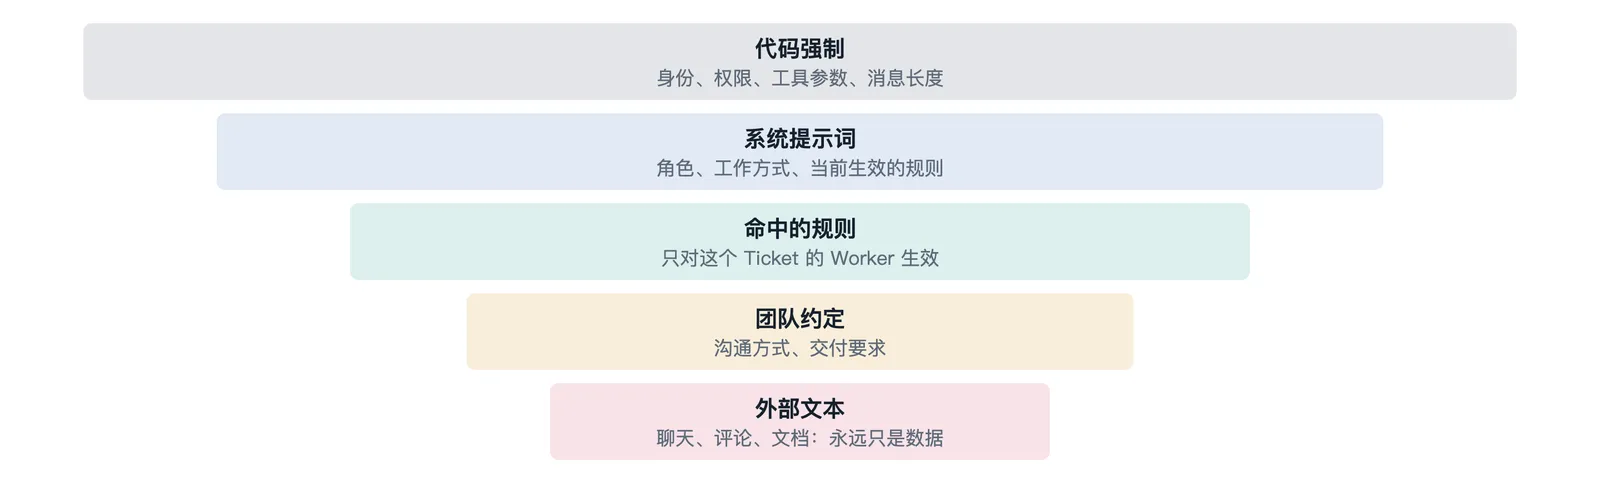 代码强制
身份、权限、工具参数、消息长度
系统提示词
角色、工作方式、当前生效的规则
命中的规则
只对这个 Ticket 的 Worker 生效
团队约定
沟通方式、交付要求
外部文本
聊天、评论、文档：永远只是数据